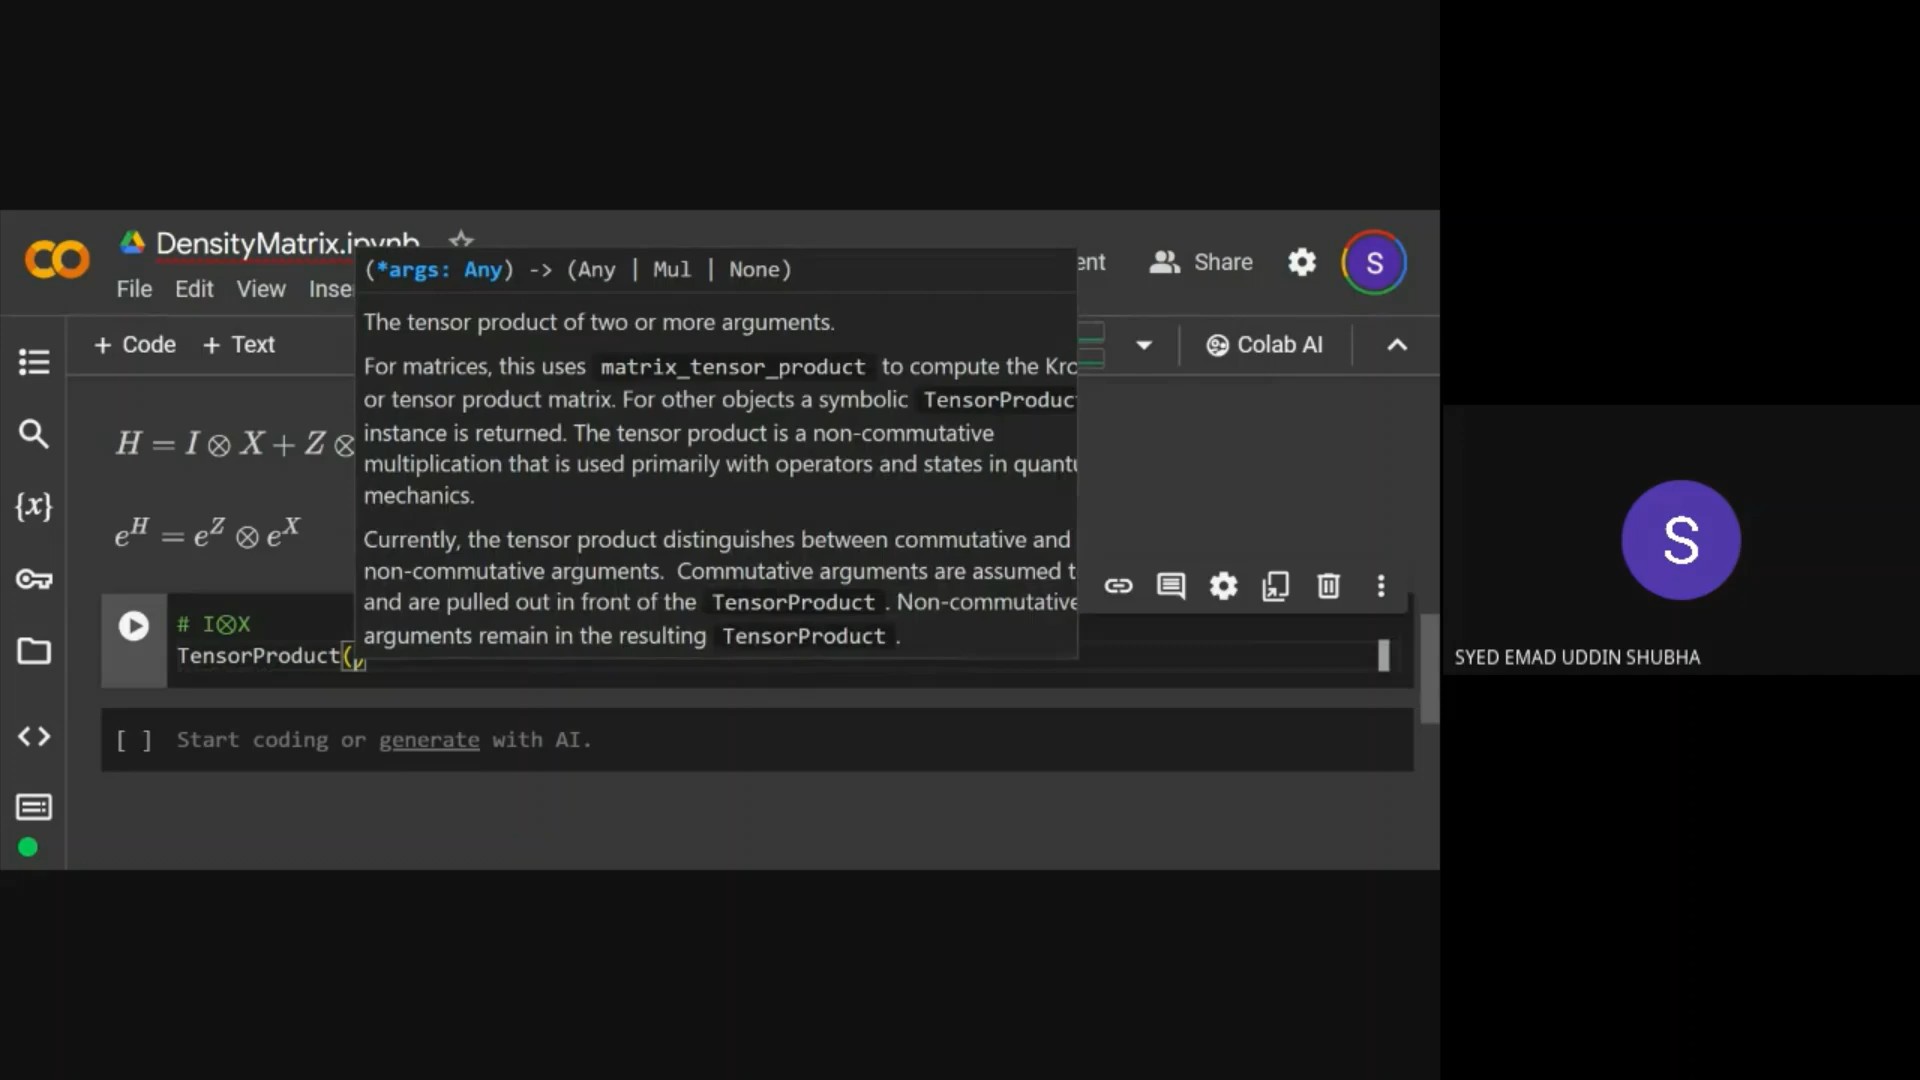 DensityMatrix.ipynb
File Edit View Inse
(*args: Any) -> (Any | Mul | None)
ent
Share
S
+ Code + Text
Colab AI
The tensor product of two or more arguments.
For matrices, this uses matrix_tensor_product to compute the Kro
or tensor product matrix. For other objects a symbolic TensorProduc
instance is returned. The tensor product is a non-commutative
multiplication that is used primarily with operators and states in quantu
mechanics.
Currently, the tensor product distinguishes between commutative and
non-commutative arguments. Commutative arguments are assumed t
and are pulled out in front of the TensorProduct. Non-commutative
arguments remain in the resulting TensorProduct.
H = I ⊗ X + Z ⊗
e^H = e^Z ⊗ e^X
{x}
# I⊗X
TensorProduct(
[ ] Start coding or generate with AI.
S
SYED EMAD UDDIN SHUBHA